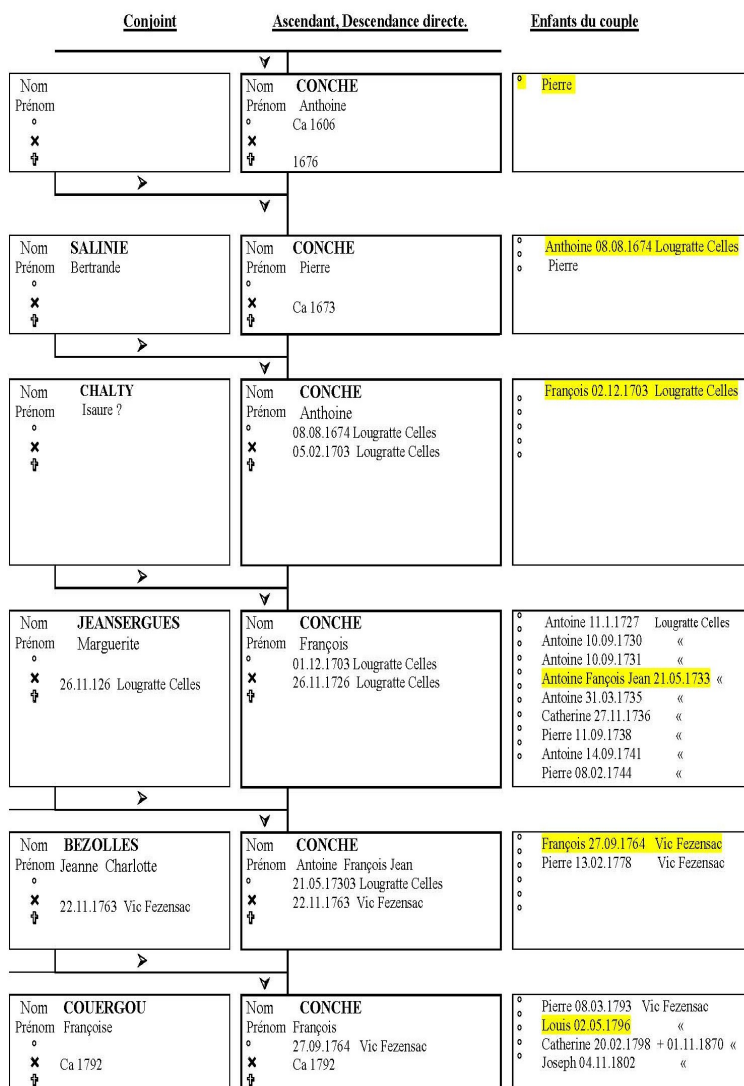 Conjoint Ascendant, Descendance directe. Enfants du couple
Nom
Prénom
Nom CONCHE
Prénom Anthoine
° Ca 1606
1676
° Pierre
Nom SALINIE
Prénom Bertrande
Nom CONCHE
Prénom Pierre
Ca 1673
Anthoine 08.08.1674 Lougratte Celles
Pierre
Nom CHALTY
Prénom Isaure ?
Nom CONCHE
Prénom Anthoine
° 08.08.1674 Lougratte Celles
05.02.1703 Lougratte Celles
François 02.12.1703 Lougratte Celles
Nom JEANSERGUES
Prénom Marguerite
26.11.126 Lougratte Celles
Nom CONCHE
Prénom François
° 01.12.1703 Lougratte Celles
26.11.1726 Lougratte Celles
Antoine 11.1.1727 Lougratte Celles
Antoine 10.09.1730 «
Antoine 10.09.1731 «
Antoine Fançois Jean 21.05.1733 «
Antoine 31.03.1735 «
Catherine 27.11.1736 «
Pierre 11.09.1738 «
Antoine 14.09.1741 «
Pierre 08.02.1744 «
Nom BEZOLLES
Prénom Jeanne Charlotte
22.11.1763 Vic Fezensac
Nom CONCHE
Prénom Antoine François Jean
° 21.05.17303 Lougratte Celles
22.11.1763 Vic Fezensac
François 27.09.1764 Vic Fezensac
Pierre 13.02.1778 Vic Fezensac
Nom COUERGOU
Prénom Françoise
Ca 1792
Nom CONCHE
Prénom François
° 27.09.1764 Vic Fezensac
Ca 1792
Pierre 08.03.1793 Vic Fezensac
Louis 02.05.1796 «
Catherine 20.02.1798 + 01.11.1870 «
Joseph 04.11.1802 «